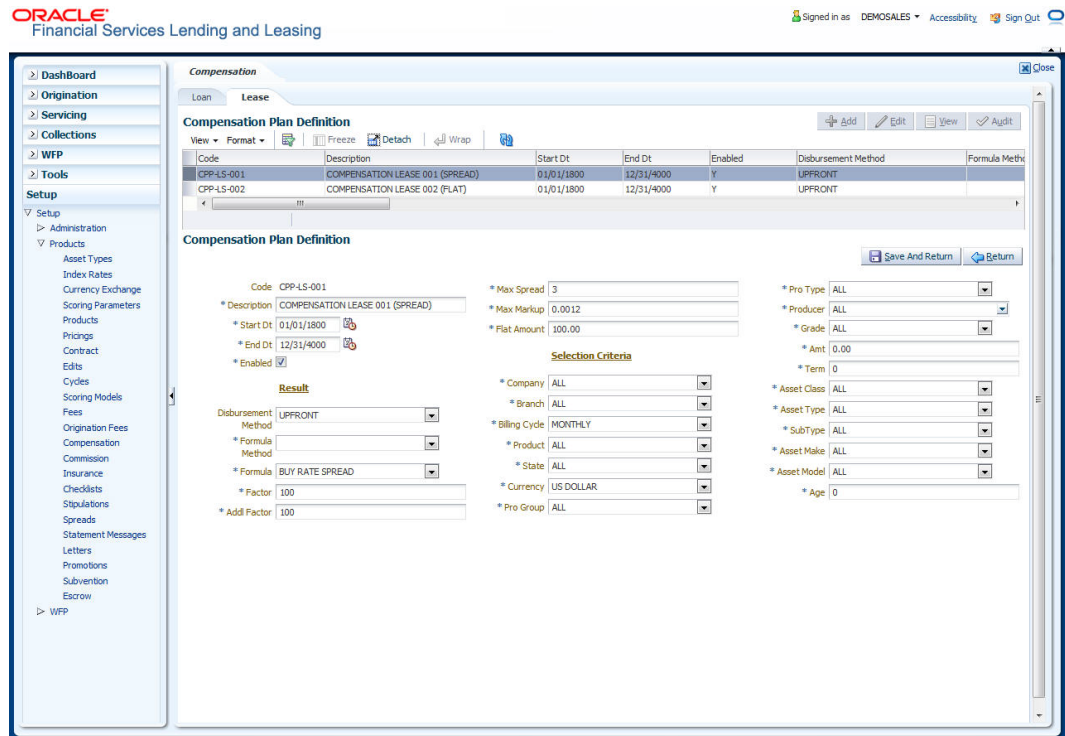 ORACLE®
Financial Services Lending and Leasing
Signed in as DEMOSALES Accessibility Sign Out
Close
DashBoard
Origination
Servicing
Collections
WFP
Tools
Setup
Setup
Administration
Products
Asset Types
Index Rates
Currency Exchange
Scoring Parameters
Products
Pricings
Contract
Edits
Cycles
Scoring Models
Fees
Origination Fees
Compensation
Commission
Insurance
Checklists
Stipulations
Spreads
Statement Messages
Letters
Promotions
Subvention
Escrow
WFP
Compensation
Loan Lease
Compensation Plan Definition
Add Edit View Audit
View Format Freeze Detach Wrap
Code Description Start Dt End Dt Enabled Disbursement Method Formula Metho
CPP-LS-001 COMPENSATION LEASE 001 (SPREAD) 01/01/1800 12/31/4000 Y UPFRONT
CPP-LS-002 COMPENSATION LEASE 002 (FLAT) 01/01/1800 12/31/4000 Y UPFRONT
Compensation Plan Definition
Save And Return Return
Code CPP-LS-001
* Description COMPENSATION LEASE 001 (SPREAD)
* Start Dt 01/01/1800
* End Dt 12/31/4000
* Enabled
Result
Disbursement Method UPFRONT
* Formula Method
* Formula BUY RATE SPREAD
* Factor 100
* Addl Factor 100
* Max Spread 3
* Max Markup 0.0012
* Flat Amount 100.00
Selection Criteria
* Company ALL
* Branch ALL
* Billing Cycle MONTHLY
* Product ALL
* State ALL
* Currency US DOLLAR
* Pro Group ALL
* Pro Type ALL
* Producer ALL
* Grade ALL
* Amt 0.00
* Term 0
* Asset Class ALL
* Asset Type ALL
* SubType ALL
* Asset Make ALL
* Asset Model ALL
* Age 0